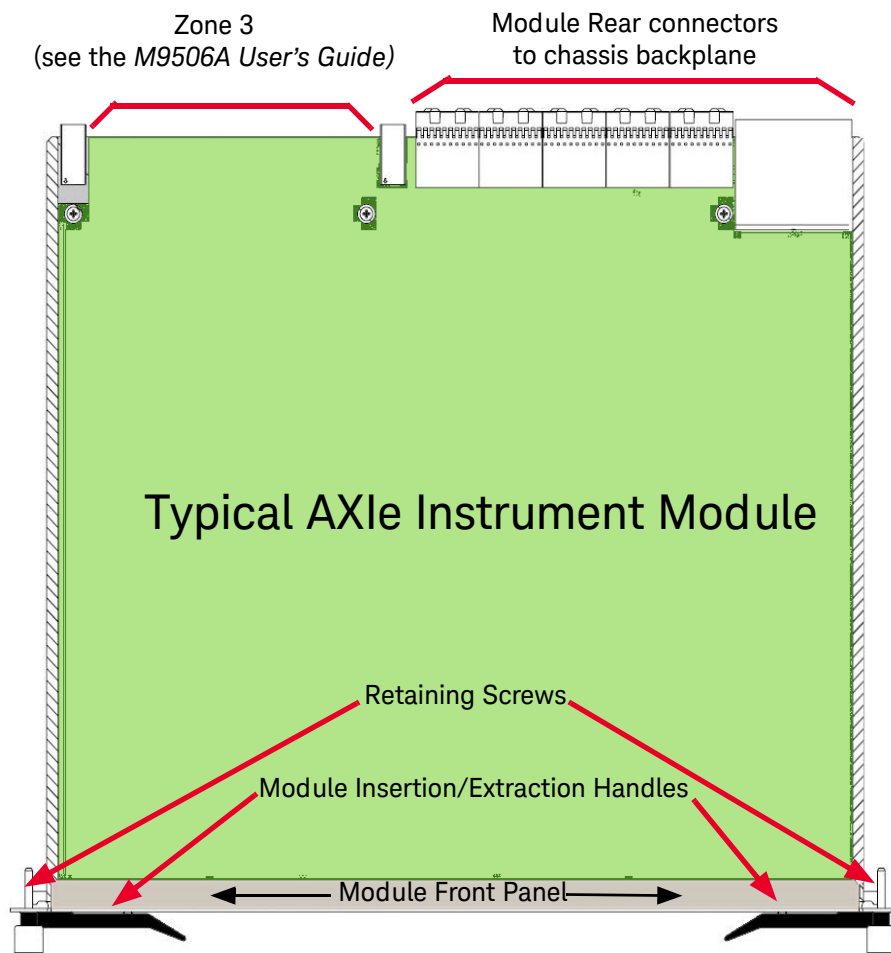 Zone 3
(see the M9506A User's Guide)
Module Rear connectors
to chassis backplane
Typical AXIe Instrument Module
Retaining Screws
Module Insertion/Extraction Handles
Module Front Panel